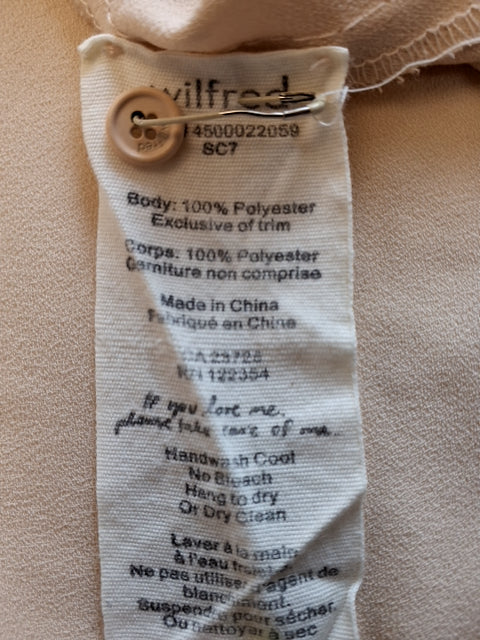 wilfred
4500022059
SC7
Body: 100% Polyester
Exclusive of trim
Corps. 100% Polyester
Garniture non comprise
Made in China
Fabriqué en Chine
CA 23728
RN 122354
If you love me,
please take care of me...
Handwash Cool
No Bleach
Hang to dry
Or Dry Clean
Laver à la main
à l'eau
Ne pas utiliser d'agent de
blanchiment.
Suspendre pour sécher.
Ou nettoyer à sec